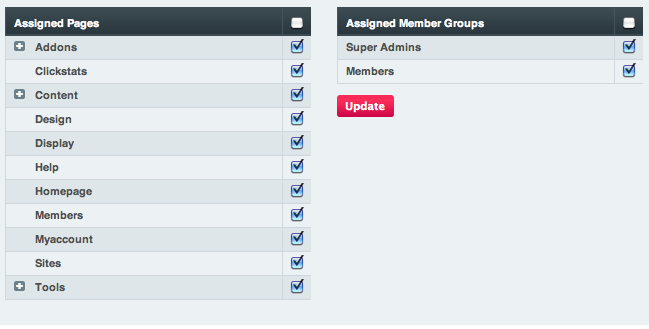 Assigned Pages
Addons
Clickstats
Content
Design
Display
Help
Homepage
Members
Myaccount
Sites
Tools
Assigned Member Groups
Super Admins
Members
Update